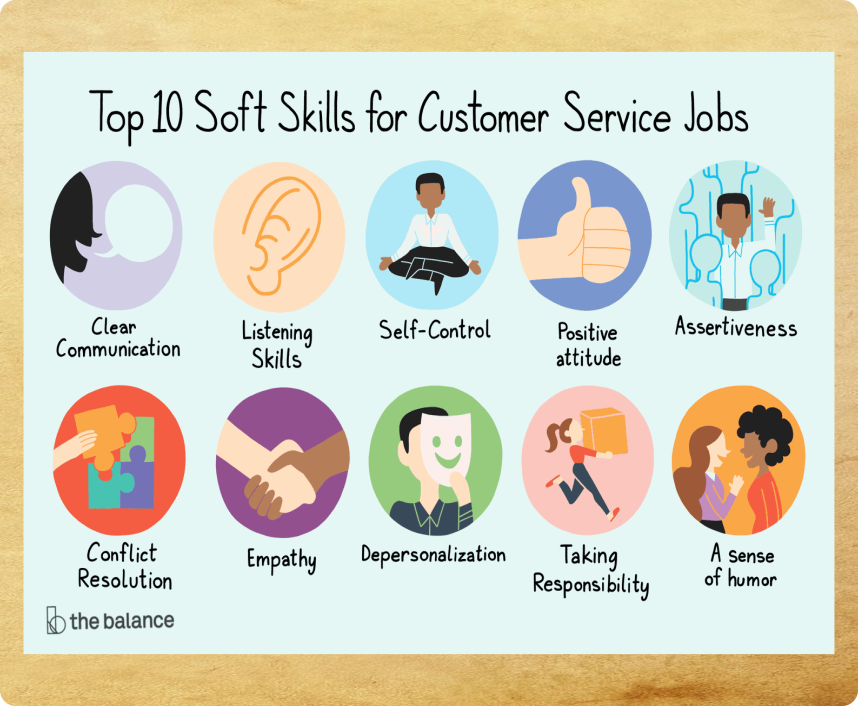 Top 10 Soft Skills for Customer Service Jobs
Clear
Communication
Listening
Skills
Self-Control
Positive
attitude
Assertiveness
Conflict
Resolution
Empathy
Depersonalization
Taking
Responsibility
A sense
of humor
the balance